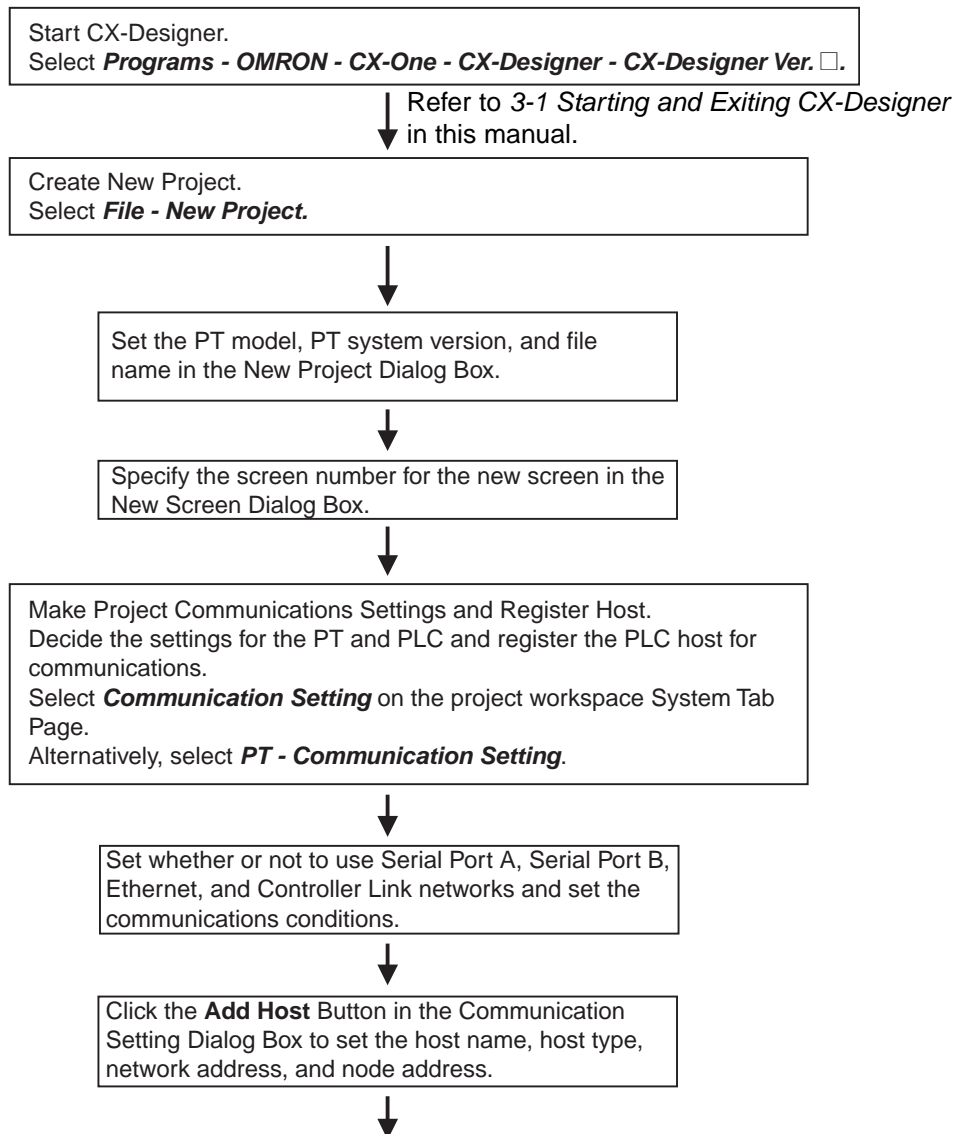 Start CX-Designer.
Select Programs - OMRON - CX-One - CX-Designer - CX-Designer Ver. □.
Refer to 3-1 Starting and Exiting CX-Designer
in this manual.
Create New Project.
Select File - New Project.
Set the PT model, PT system version, and file
name in the New Project Dialog Box.
Specify the screen number for the new screen in the
New Screen Dialog Box.
Make Project Communications Settings and Register Host.
Decide the settings for the PT and PLC and register the PLC host for
communications.
Select Communication Setting on the project workspace System Tab
Page.
Alternatively, select PT - Communication Setting.
Set whether or not to use Serial Port A, Serial Port B,
Ethernet, and Controller Link networks and set the
communications conditions.
Click the Add Host Button in the Communication
Setting Dialog Box to set the host name, host type,
network address, and node address.